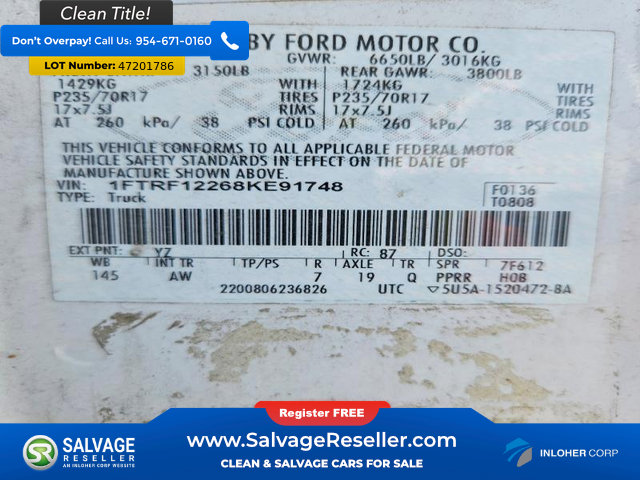 Clean Title!
Don't Overpay! Call Us: 954-671-0160
LOT Number: 47201786
BY FORD MOTOR CO.
GVWR: 6650LB/ 3016KG
3150LB REAR GAWR: 3800LB
1429KG WITH 1724KG WITH
P235/70R17 TIRES P235/70R17 TIRES
17x7.5J RIMS 17x7.5J RIMS
AT 260 kPa/ 38 PSI COLD AT 260 kPa/ 38 PSI COLD
THIS VEHICLE CONFORMS TO ALL APPLICABLE FEDERAL MOTOR
VEHICLE SAFETY STANDARDS IN EFFECT ON THE DATE OF
MANUFACTURE SHOWN ABOVE.
VIN: 1FTRF12268KE91748 F0136
TYPE: Truck T0808
EXT PNT: YZ RC: 87 DSO:
WB INT TR TP/PS R AXLE TR SPR 7F612
145 AW 7 19 Q PPRR H0B
2200806236826 UTC ▽5U5A-1520472-BA
Register FREE
SALVAGE
RESELLER
AN INLOHER CORP WEBSITE
SR
www.SalvageReseller.com
CLEAN & SALVAGE CARS FOR SALE
INLOHER CORP